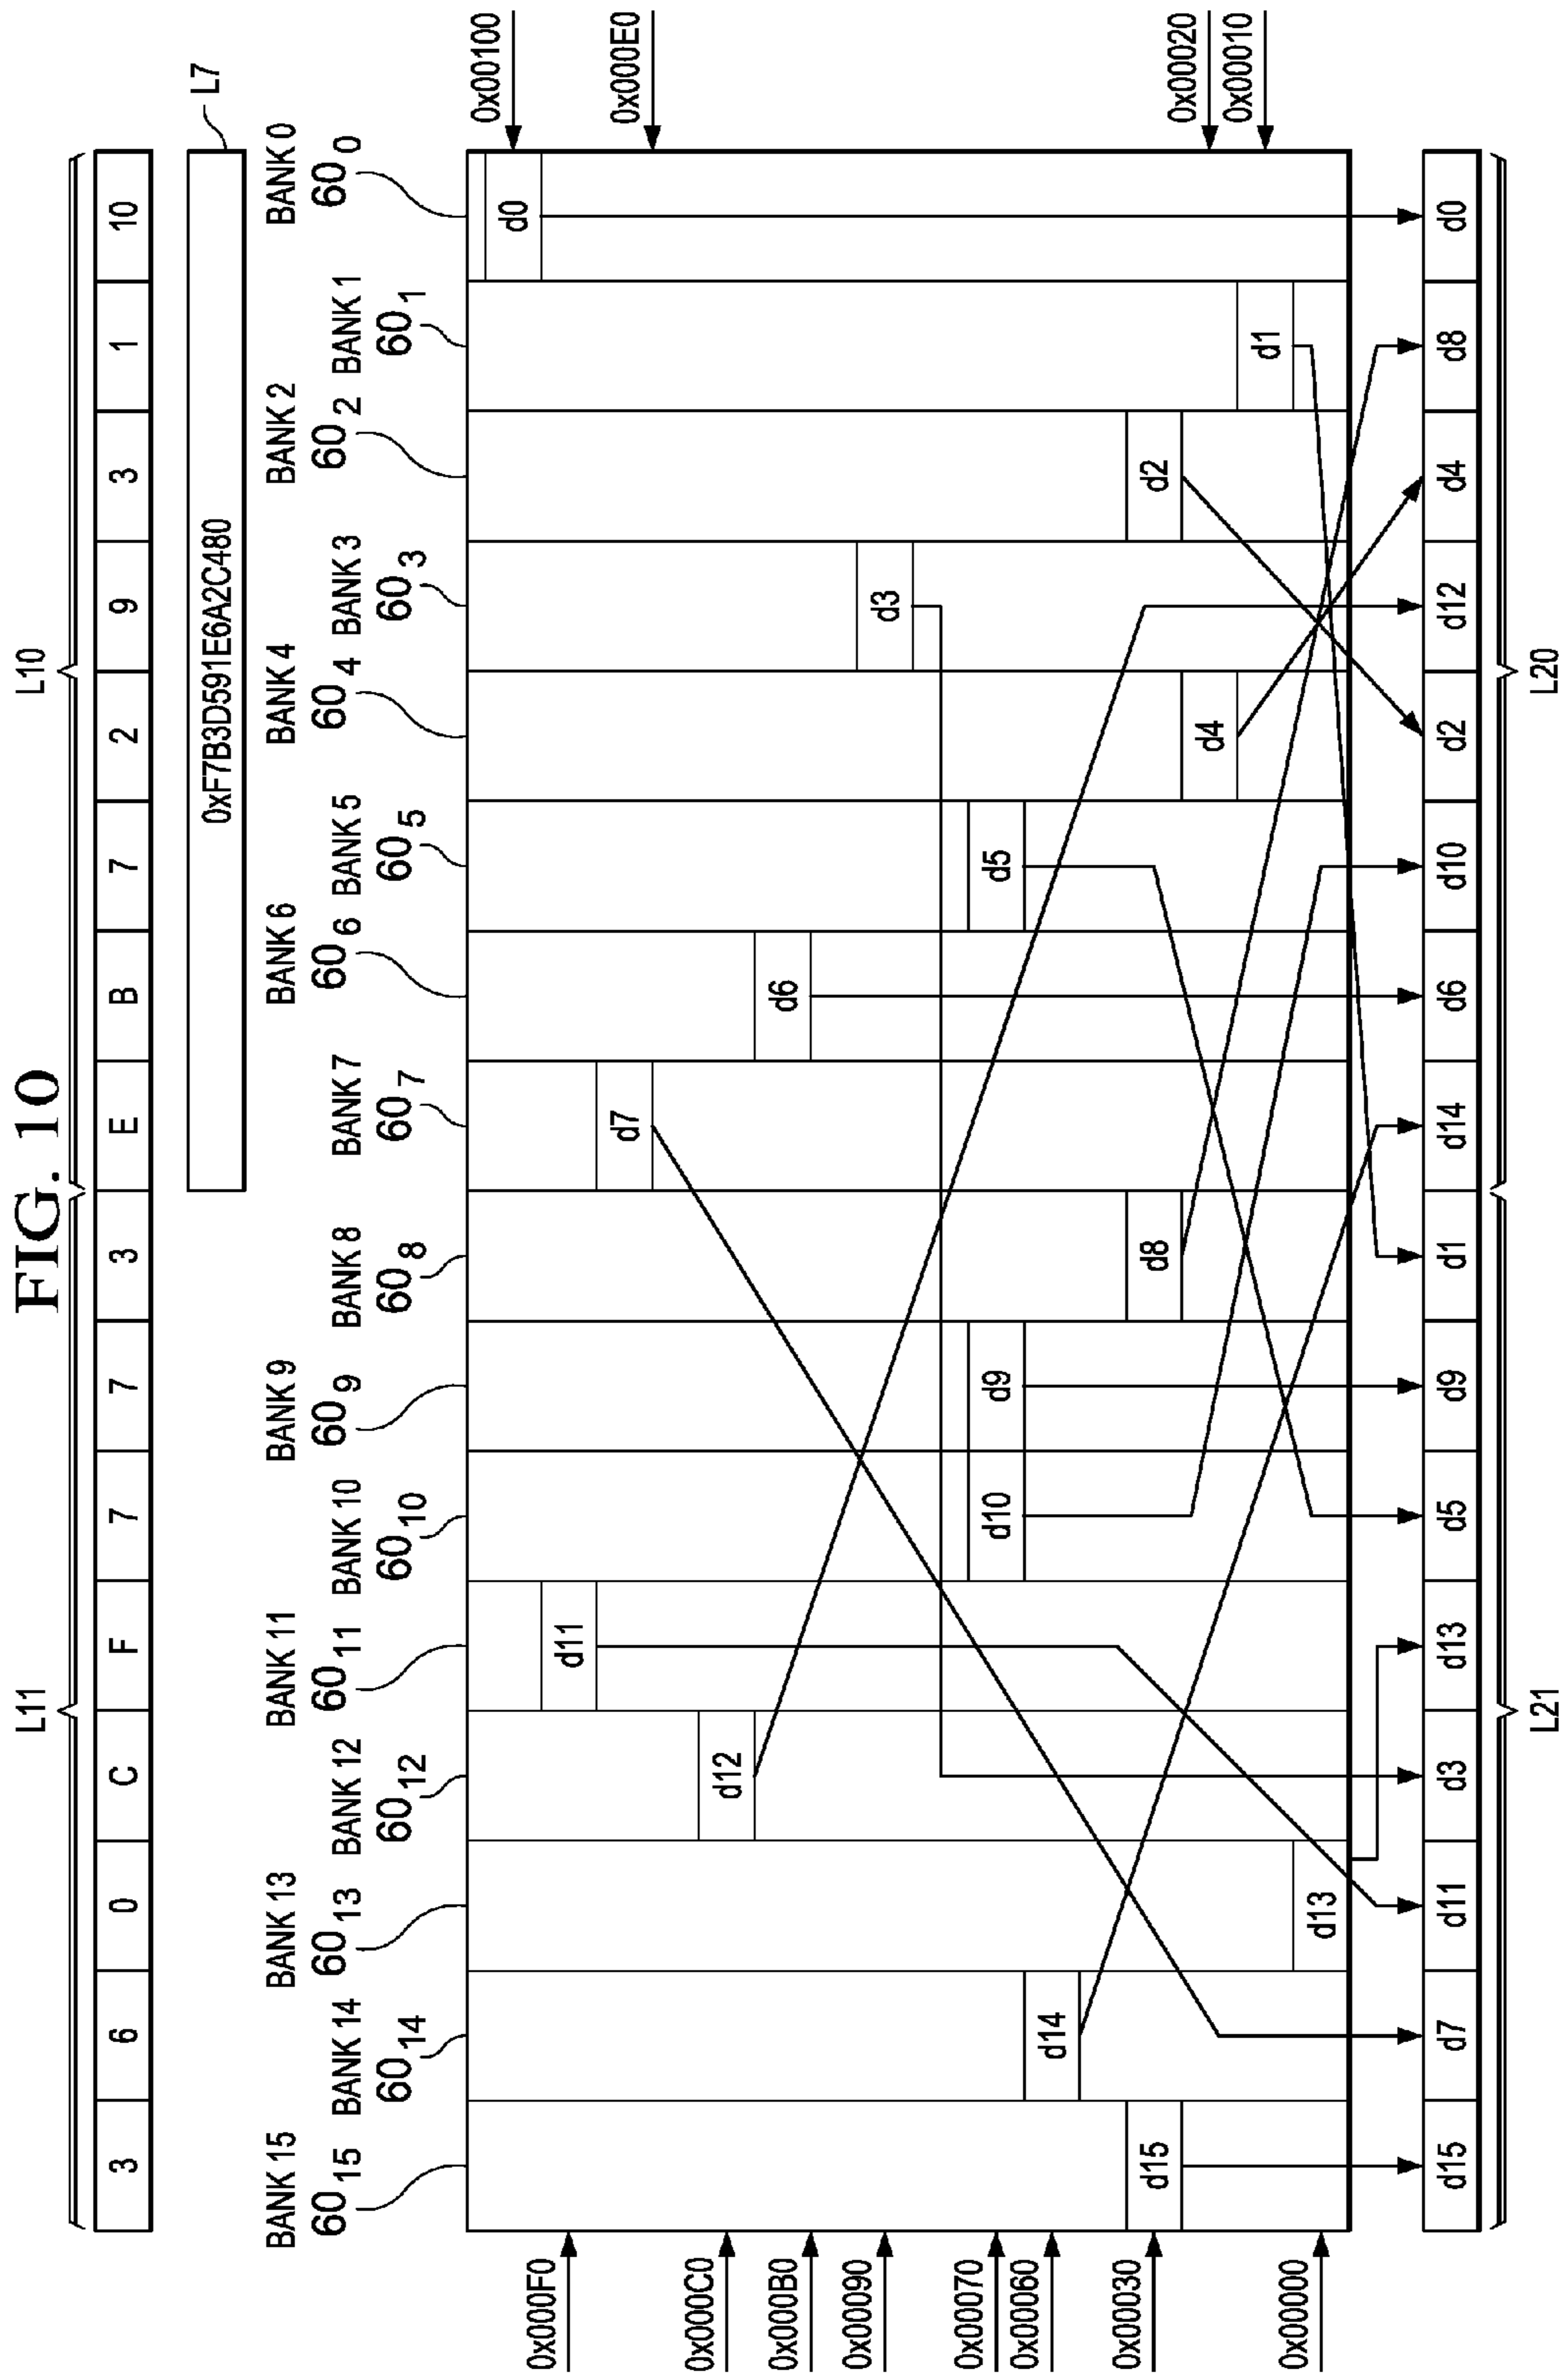 FIG. 10
L11 L10
3 6 0 C F 7 7 3 E B 7 2 9 3 1 10
0xF7B3D591E6A2C480 L7
BANK 15 BANK 14 BANK 13 BANK 12 BANK 11 BANK 10 BANK 9 BANK 8 BANK 7 BANK 6 BANK 5 BANK 4 BANK 3 BANK 2 BANK 1 BANK 0
60 15 60 14 60 13 60 12 60 11 60 10 60 9 60 8 60 7 60 6 60 5 60 4 60 3 60 2 60 1 60 0
d0 0x00100
0x000F0 d11
d7 0x000E0
0x000C0 d12
0x000B0 d6
0x00090 d3
0x00070 d10 d9 d5
0x00060 d14
0x00030 d15 d8 d2
d4 0x00020
d1 0x00010
0x00000 d13
d15 d7 d11 d3 d13 d5 d9 d1 d14 d6 d10 d2 d12 d4 d8 d0
L21 L20